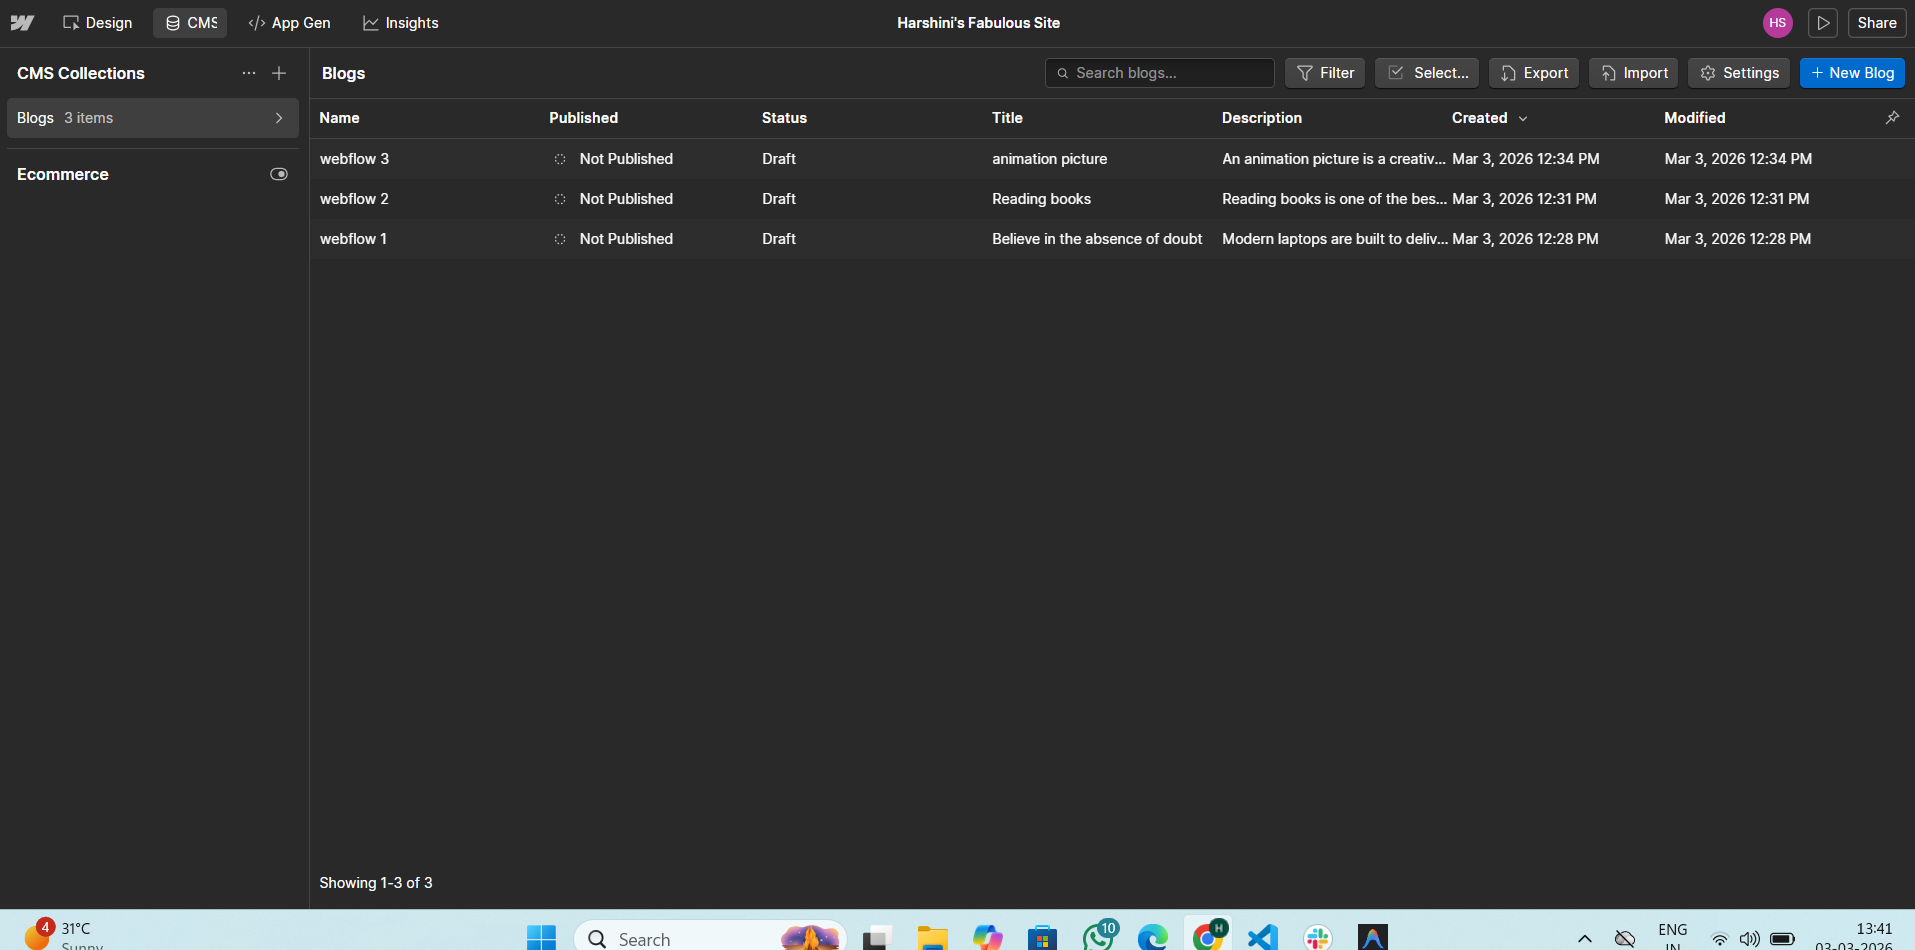 Design CMS App Gen Insights Harshini's Fabulous Site HS Share
CMS Collections
Blogs Search blogs... Filter Select... Export Import Settings + New Blog
Blogs 3 items
Ecommerce
Name Published Status Title Description Created Modified
webflow 3 Not Published Draft animation picture An animation picture is a creativ... Mar 3, 2026 12:34 PM Mar 3, 2026 12:34 PM
webflow 2 Not Published Draft Reading books Reading books is one of the bes... Mar 3, 2026 12:31 PM Mar 3, 2026 12:31 PM
webflow 1 Not Published Draft Believe in the absence of doubt Modern laptops are built to deliv... Mar 3, 2026 12:28 PM Mar 3, 2026 12:28 PM
Showing 1-3 of 3
4 31°C
Sunny
Search
10
H
ENG
IN
13:41
03-03-2026